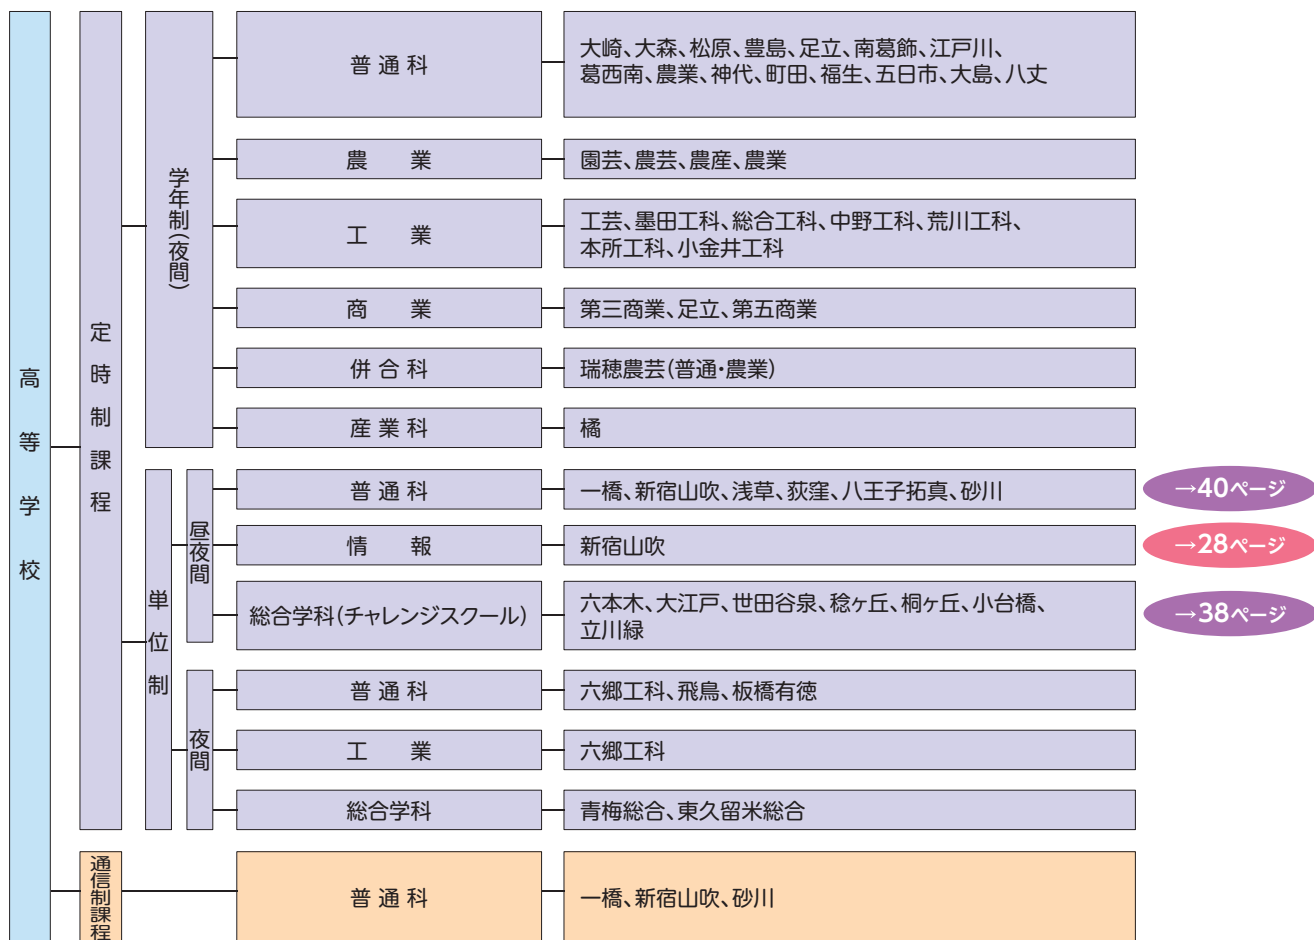 高等学校
定時制課程
学年制(夜間)
普通科
大崎、大森、松原、豊島、足立、南葛飾、江戸川、
葛西南、農業、神代、町田、福生、五日市、大島、八丈
農業
園芸、農芸、農産、農業
工業
工芸、墨田工科、総合工科、中野工科、荒川工科、
本所工科、小金井工科
商業
第三商業、足立、第五商業
併合科
瑞穂農芸(普通・農業)
産業科
橘
単位制
昼夜間
普通科
一橋、新宿山吹、浅草、荻窪、八王子拓真、砂川
→40ページ
情報
新宿山吹
→28ページ
総合学科(チャレンジスクール)
六本木、大江戸、世田谷泉、稔ヶ丘、桐ヶ丘、小台橋、
立川緑
→38ページ
夜間
普通科
六郷工科、飛鳥、板橋有徳
工業
六郷工科
総合学科
青梅総合、東久留米総合
通信制課程
普通科
一橋、新宿山吹、砂川